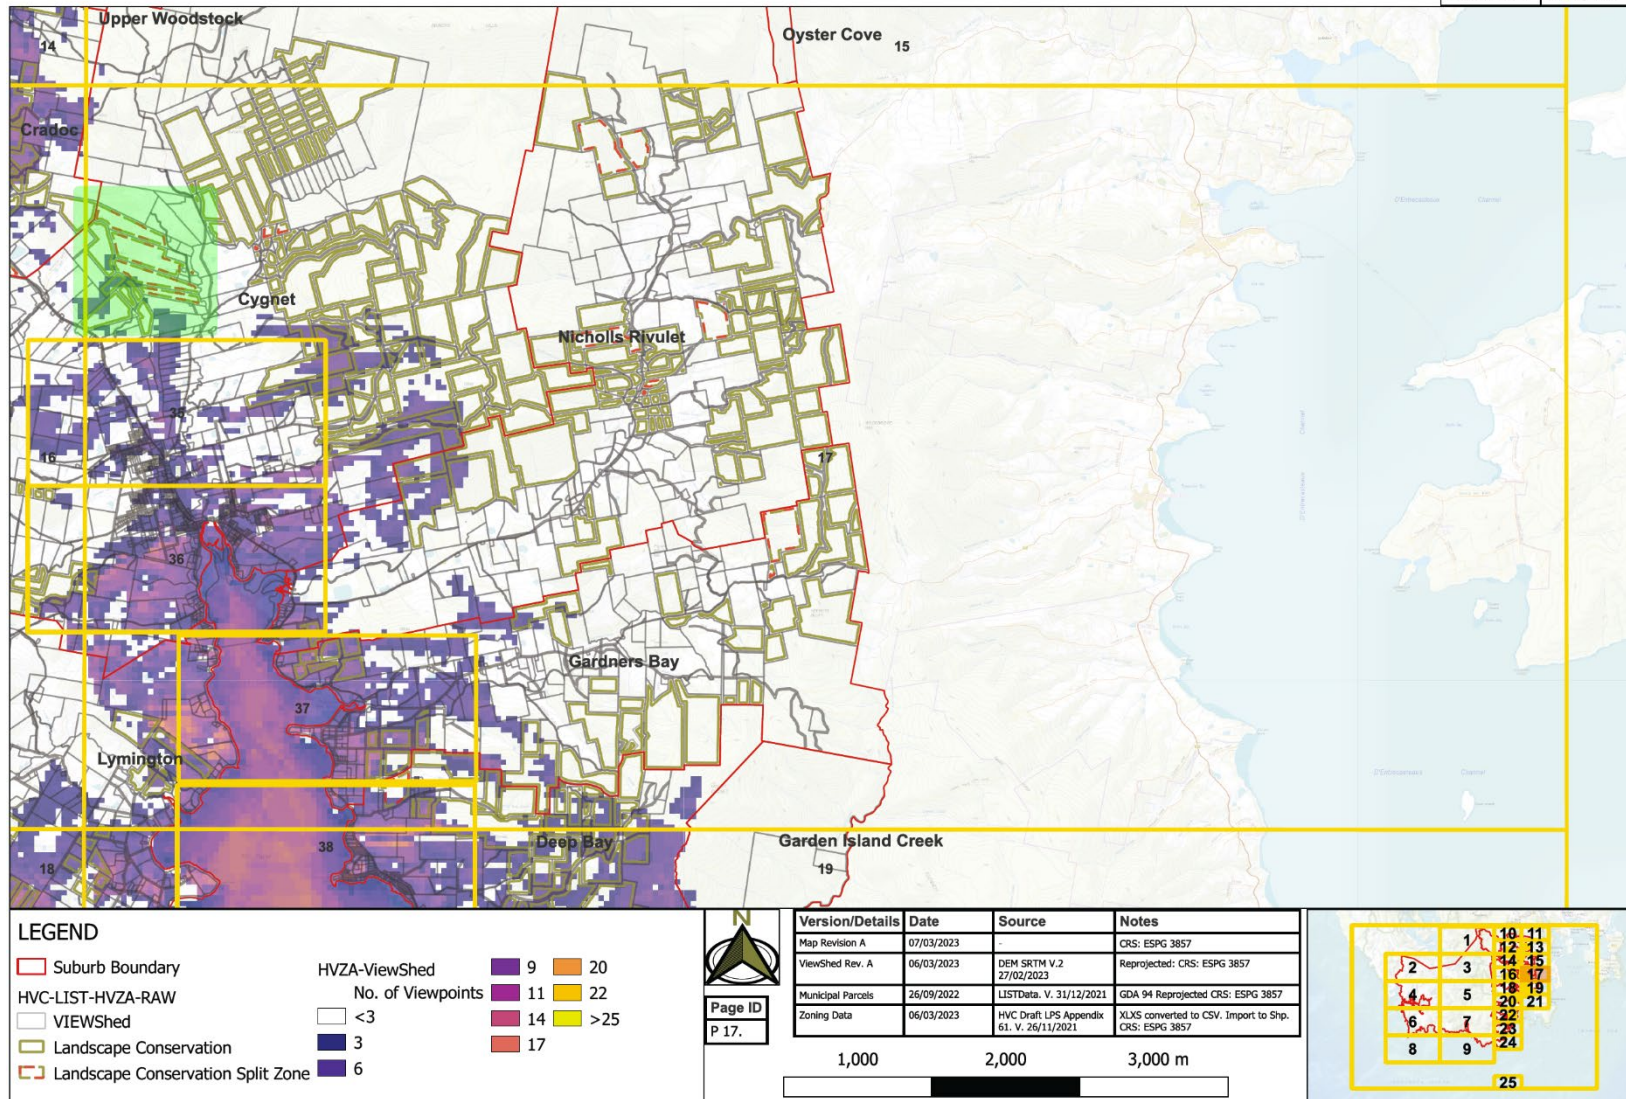 Upper Woodstock
14
Oyster Cove
15
Cradoc
Cygnet
Nicholls Rivulet
D'Entrecasteaux Channel
35
16
17
36
Gardners Bay
37
Lymington
D'Entrecasteaux Channel
38
Deep Bay
Garden Island Creek
18
19
LEGEND
Suburb Boundary
HVC-LIST-HVZA-RAW
VIEWShed
Landscape Conservation
Landscape Conservation Split Zone
HVZA-ViewShed
No. of Viewpoints
<3
3
6
9
11
14
17
20
22
>25
N
Page ID
P 17.
Version/Details Date Source Notes
Map Revision A 07/03/2023 - CRS: ESPG 3857
ViewShed Rev. A 06/03/2023 DEM SRTM V.2 27/02/2023 Reprojected: CRS: ESPG 3857
Municipal Parcels 26/09/2022 LISTData. V. 31/12/2021 GDA 94 Reprojected CRS: ESPG 3857
Zoning Data 06/03/2023 HVC Draft LPS Appendix 61. V. 26/11/2021 XLXS converted to CSV. Import to Shp. CRS: ESPG 3857
1,000 2,000 3,000 m
1 10 11
12 13
2 3 14 15
16 17
4 5 18 19
20 21
6 7 22
23
8 9 24
25